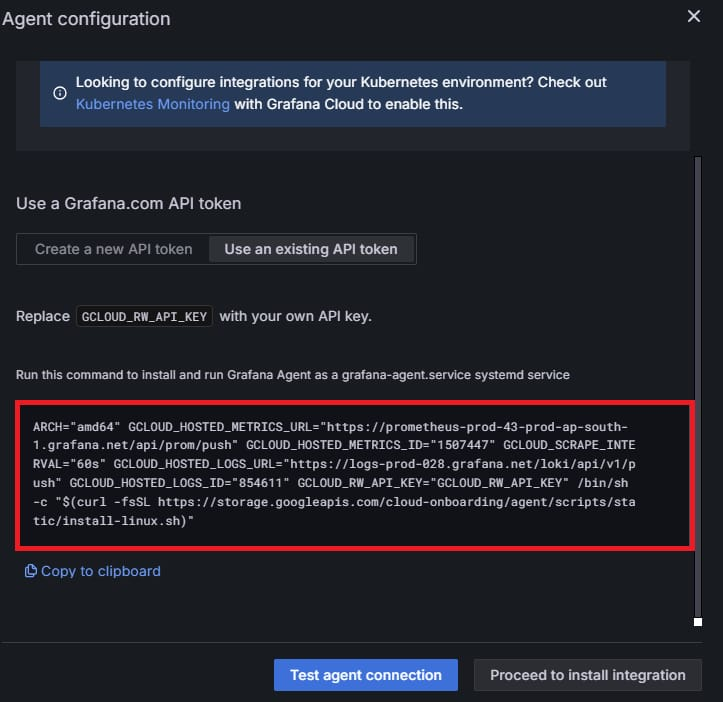 Agent configuration
Looking to configure integrations for your Kubernetes environment? Check out
Kubernetes Monitoring with Grafana Cloud to enable this.
Use a Grafana.com API token
Create a new API token
Use an existing API token
Replace GCLOUD_RW_API_KEY with your own API key.
Run this command to install and run Grafana Agent as a grafana-agent.service systemd service
ARCH="amd64" GCLOUD_HOSTED_METRICS_URL="https://prometheus-prod-43-prod-ap-south-
1.grafana.net/api/prom/push" GCLOUD_HOSTED_METRICS_ID="1507447" GCLOUD_SCRAPE_INTE
RVAL="60s" GCLOUD_HOSTED_LOGS_URL="https://logs-prod-028.grafana.net/loki/api/v1/p
ush" GCLOUD_HOSTED_LOGS_ID="854611" GCLOUD_RW_API_KEY="GCLOUD_RW_API_KEY" /bin/sh
-c "$(curl -fsSL https://storage.googleapis.com/cloud-onboarding/agent/scripts/sta
tic/install-linux.sh)"
Copy to clipboard
Test agent connection
Proceed to install integration